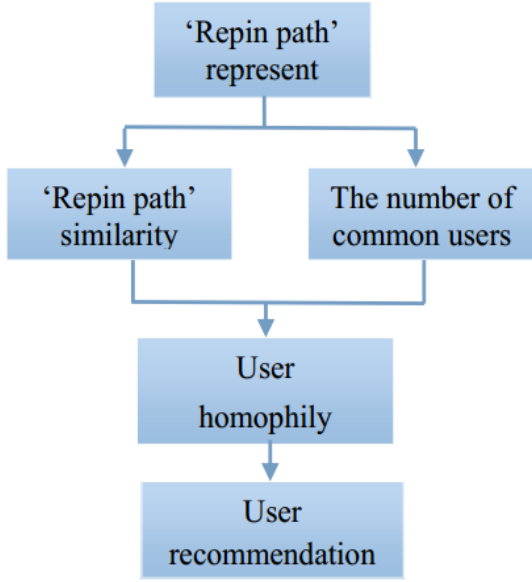 ‘Repin path’
represent
‘Repin path’
similarity
The number of
common users
User
homophily
User
recommendation